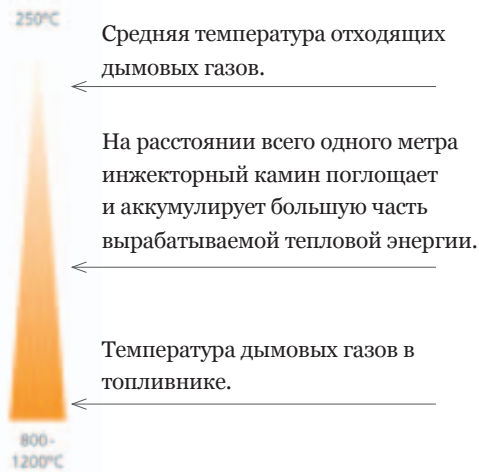 250°C
Средняя температура отходящих
дымовых газов.
На расстоянии всего одного метра
инжекторный камин поглощает
и аккумулирует большую часть
вырабатываемой тепловой энергии.
Температура дымовых газов в
топливнике.
800-
1200°C